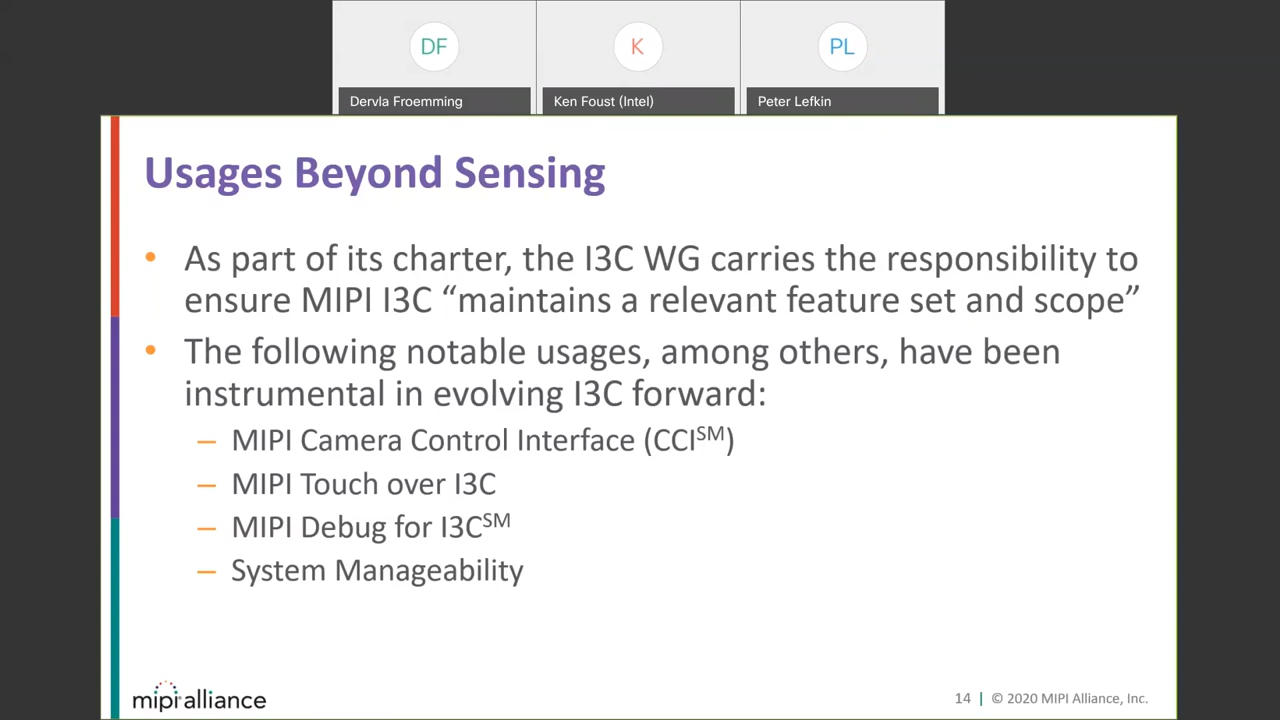 DF
K
PL
Dervla Froemming
Ken Foust (Intel)
Peter Lefkin
Usages Beyond Sensing
• As part of its charter, the I3C WG carries the responsibility to
ensure MIPI I3C “maintains a relevant feature set and scope”
• The following notable usages, among others, have been
instrumental in evolving I3C forward:
– MIPI Camera Control Interface (CCISM)
– MIPI Touch over I3C
– MIPI Debug for I3CSM
– System Manageability
mipi alliance
14 | © 2020 MIPI Alliance, Inc.